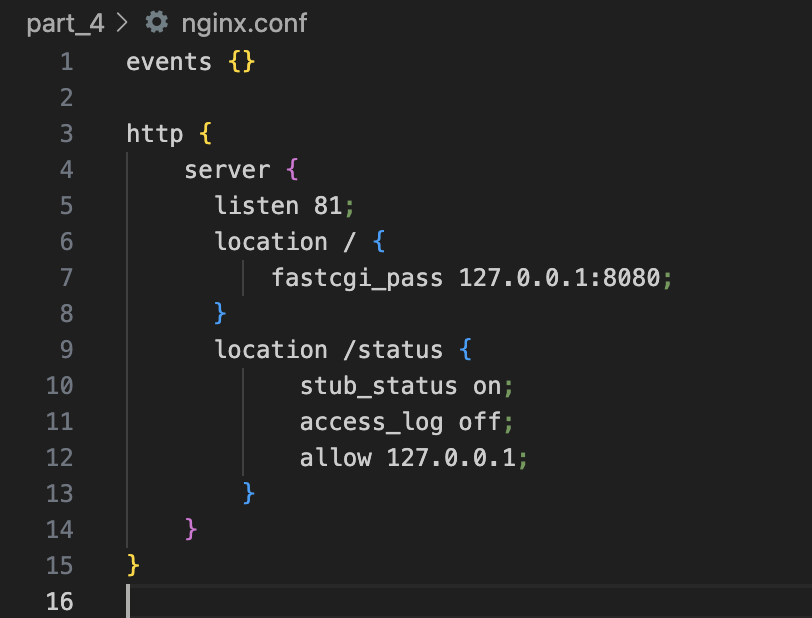 part_4 > nginx.conf
1 events {}
2
3 http {
4     server {
5       listen 81;
6       location / {
7           fastcgi_pass 127.0.0.1:8080;
8       }
9       location /status {
10            stub_status on;
11            access_log off;
12            allow 127.0.0.1;
13        }
14    }
15 }
16